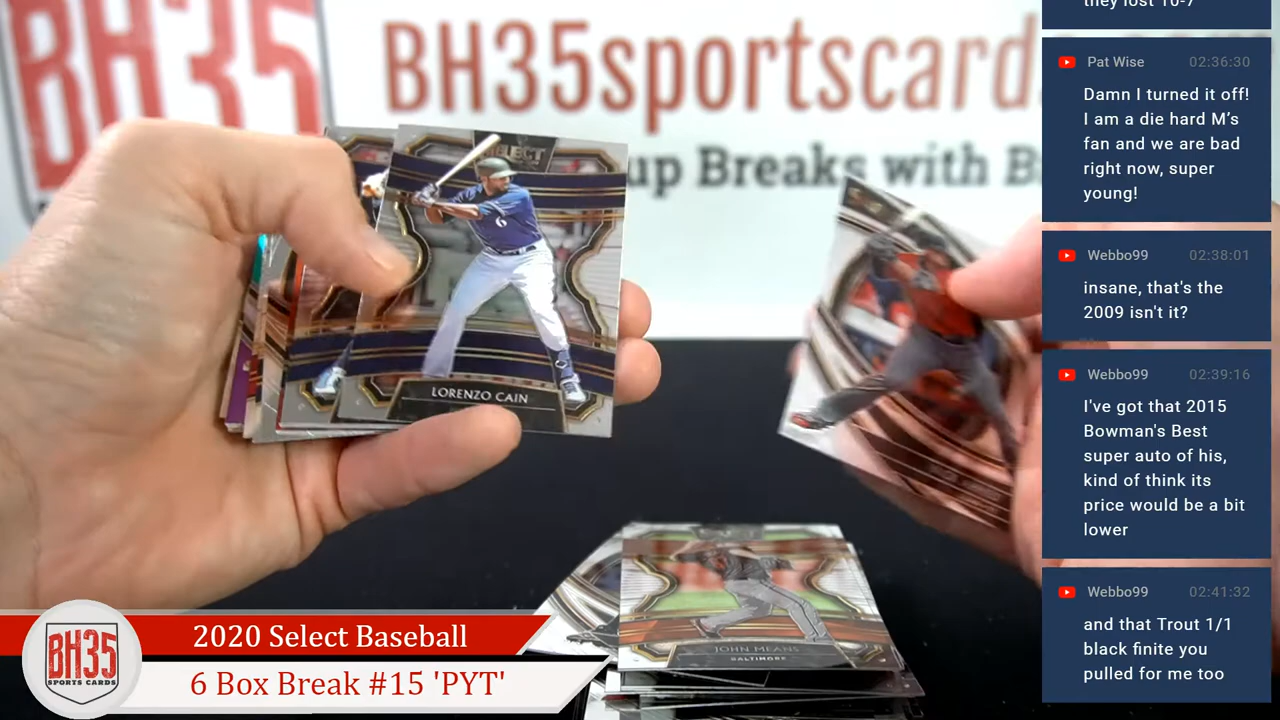 BH35
BH35sportscard
up Breaks with B
they lost 10-7
Pat Wise 02:36:30
Damn I turned it off!
I am a die hard M's
fan and we are bad
right now, super
young!
Webbo99 02:38:01
insane, that's the
2009 isn't it?
Webbo99 02:39:16
I've got that 2015
Bowman's Best
super auto of his,
kind of think its
price would be a bit
lower
Webbo99 02:41:32
and that Trout 1/1
black finite you
pulled for me too
SELECT
6
LORENZO CAIN
JOHN MEANS
BALTIMORE
BH35
SPORTS CARDS
2020 Select Baseball
6 Box Break #15 'PYT'